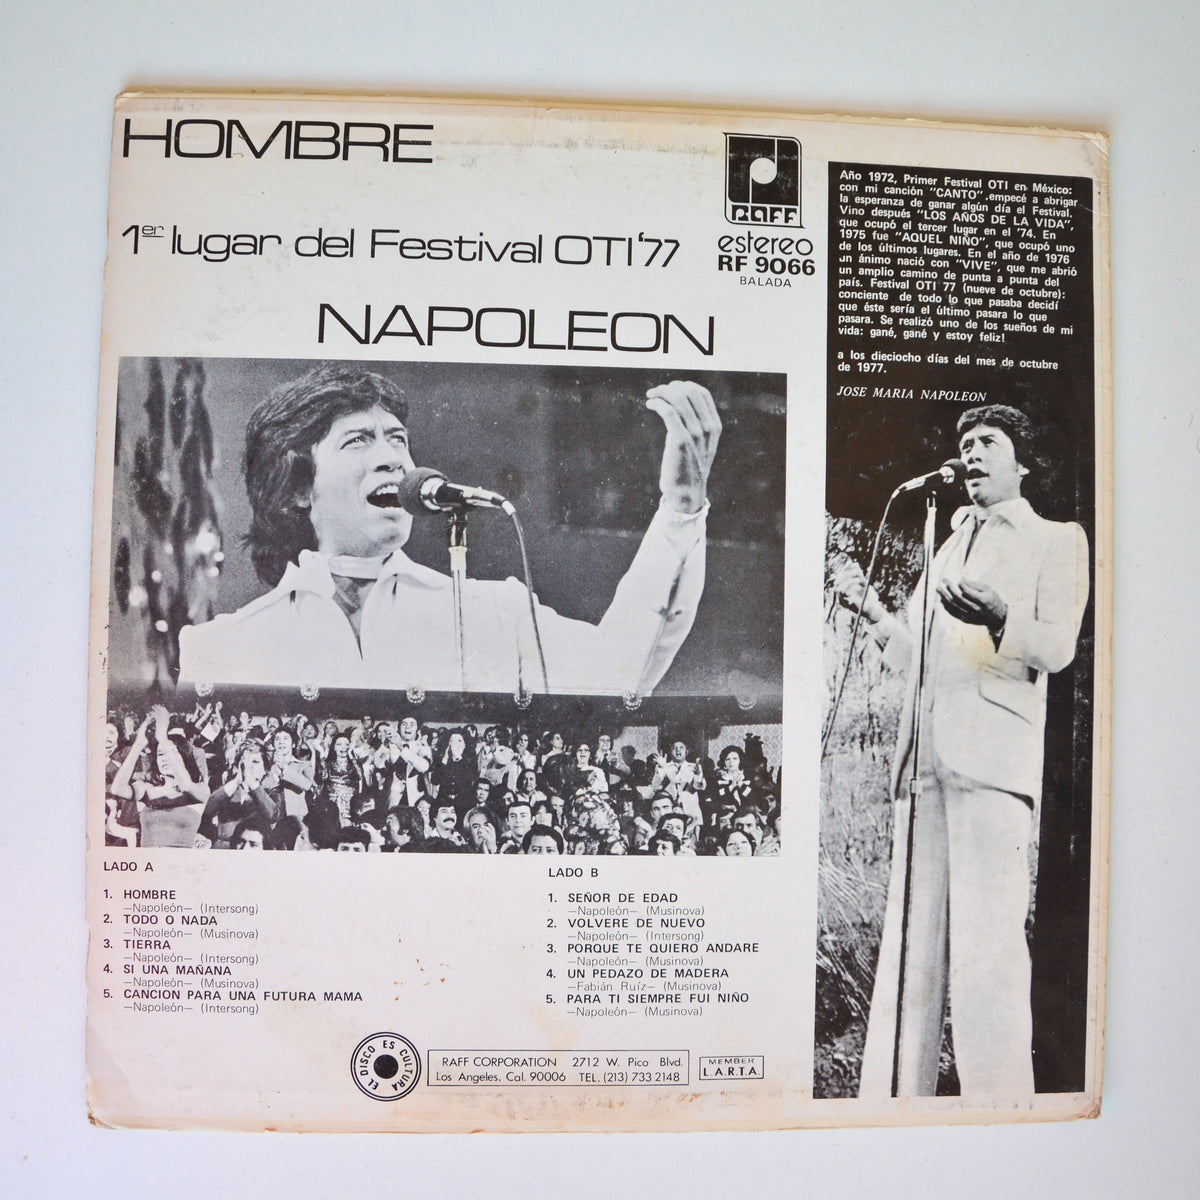 HOMBRE
1er lugar del Festival OTI '77
NAPOLEON
RAFF
estereo
RF 9066
BALADA
Año 1972, Primer Festival OTI en México:
con mi canción "CANTO", empecé a abrigar
la esperanza de ganar algún día el Festival.
Vino después "LOS AÑOS DE LA VIDA",
que ocupó el tercer lugar en el '74. En
1975 fue "AQUEL NIÑO", que ocupó uno
de los últimos lugares. En el año de 1976
un ánimo nació con "VIVE", que me abrió
un amplio camino de punta a punta del
país. Festival OTI 77 (nueve de octubre):
conciente de todo lo que pasaba decidí
que éste sería el último pasara lo que
pasara. Se realizó uno de los sueños de mi
vida: gané, gané y estoy feliz!
a los dieciocho días del mes de octubre
de 1977.
JOSE MARIA NAPOLEON
LADO A
1. HOMBRE
—Napoleón— (Intersong)
2. TODO O NADA
—Napoleón— (Musinova)
3. TIERRA
—Napoleón— (Intersong)
4. SI UNA MAÑANA
—Napoleón— (Musinova)
5. CANCION PARA UNA FUTURA MAMA
—Napoleón— (Intersong)
LADO B
1. SEÑOR DE EDAD
—Napoleón— (Musinova)
2. VOLVERE DE NUEVO
—Napoleón— (Intersong)
3. PORQUE TE QUIERO ANDARE
—Napoleón— (Musinova)
4. UN PEDAZO DE MADERA
—Fabián Ruíz— (Musinova)
5. PARA TI SIEMPRE FUI NIÑO
—Napoleón— (Musinova)
EL DISCO ES CULTURA
RAFF CORPORATION 2712 W. Pico Blvd.
Los Angeles, Cal. 90006 TEL. (213) 733 2148
MEMBER
L.A.R.T.A.